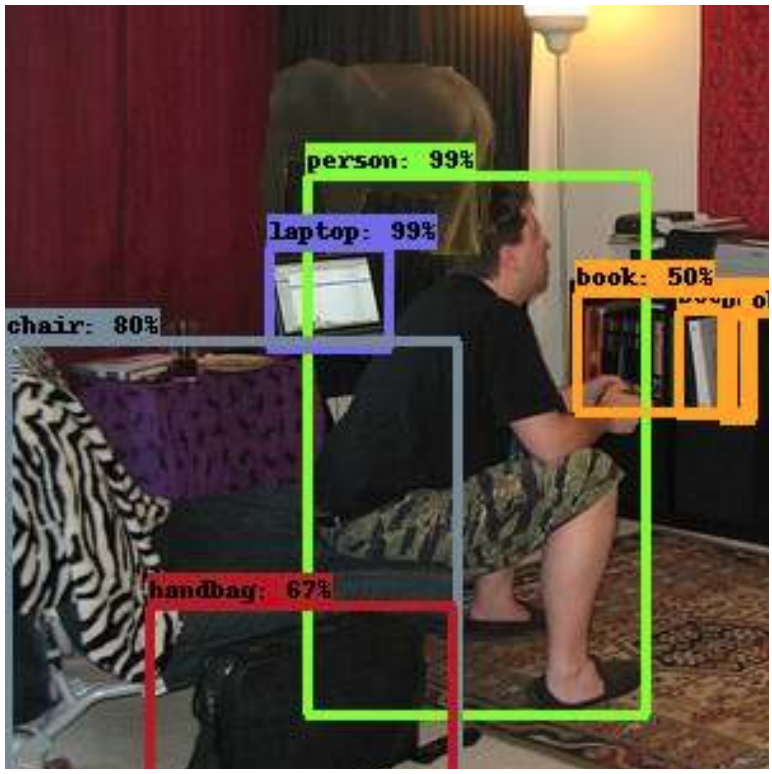 person: 99%
laptop: 99%
book: 50%
chair: 80%
handbag: 67%